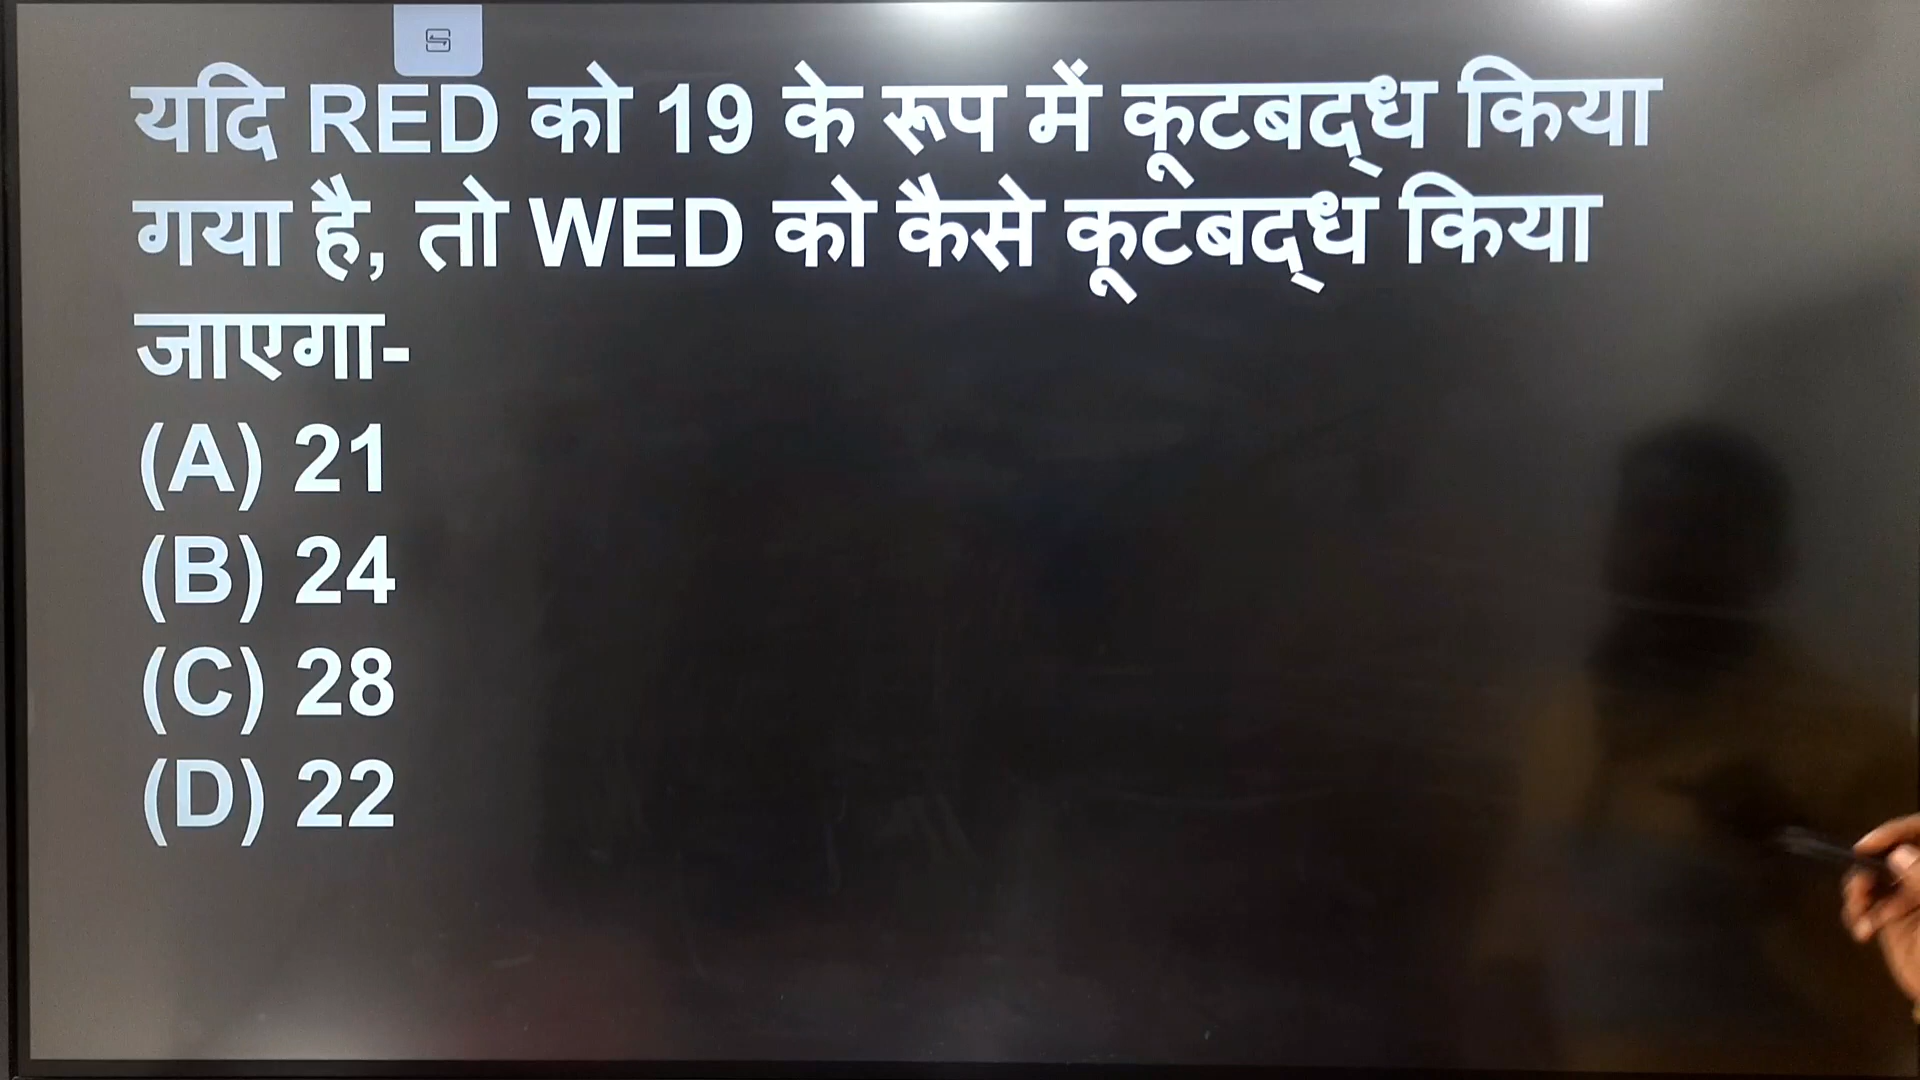 यदि RED को 19 के रूप में कूटबद्ध किया
गया है, तो WED को कैसे कूटबद्ध किया
जाएगा-
(A) 21
(B) 24
(C) 28
(D) 22